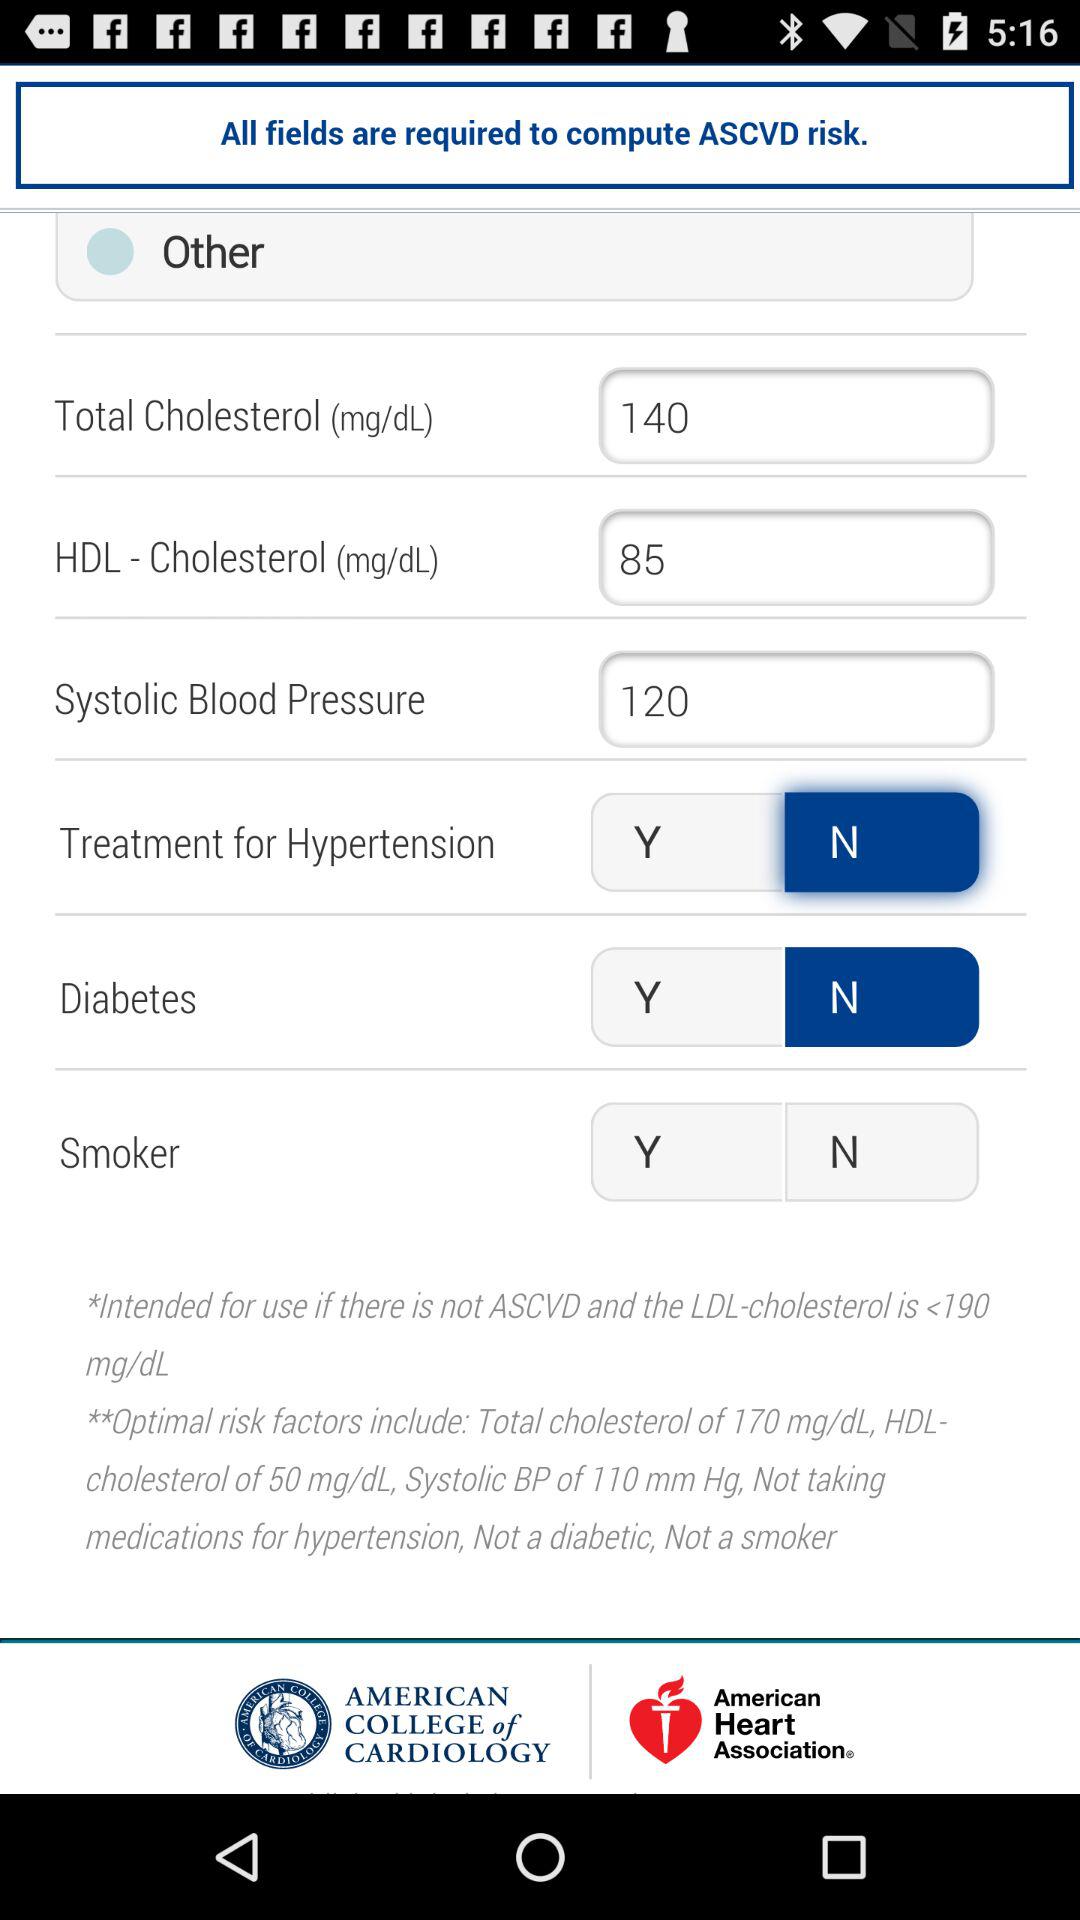 5:16
All fields are required to compute ASCVD risk.
Other
Total Cholesterol (mg/dL) 140
HDL - Cholesterol (mg/dL) 85
Systolic Blood Pressure 120
Treatment for Hypertension Y N
Diabetes Y N
Smoker Y N
*Intended for use if there is not ASCVD and the LDL-cholesterol is <190
mg/dL
**Optimal risk factors include: Total cholesterol of 170 mg/dL, HDL-
cholesterol of 50 mg/dL, Systolic BP of 110 mm Hg, Not taking
medications for hypertension, Not a diabetic, Not a smoker
AMERICAN COLLEGE OF CARDIOLOGY
AMERICAN
COLLEGE of
CARDIOLOGY
American
Heart
Association®